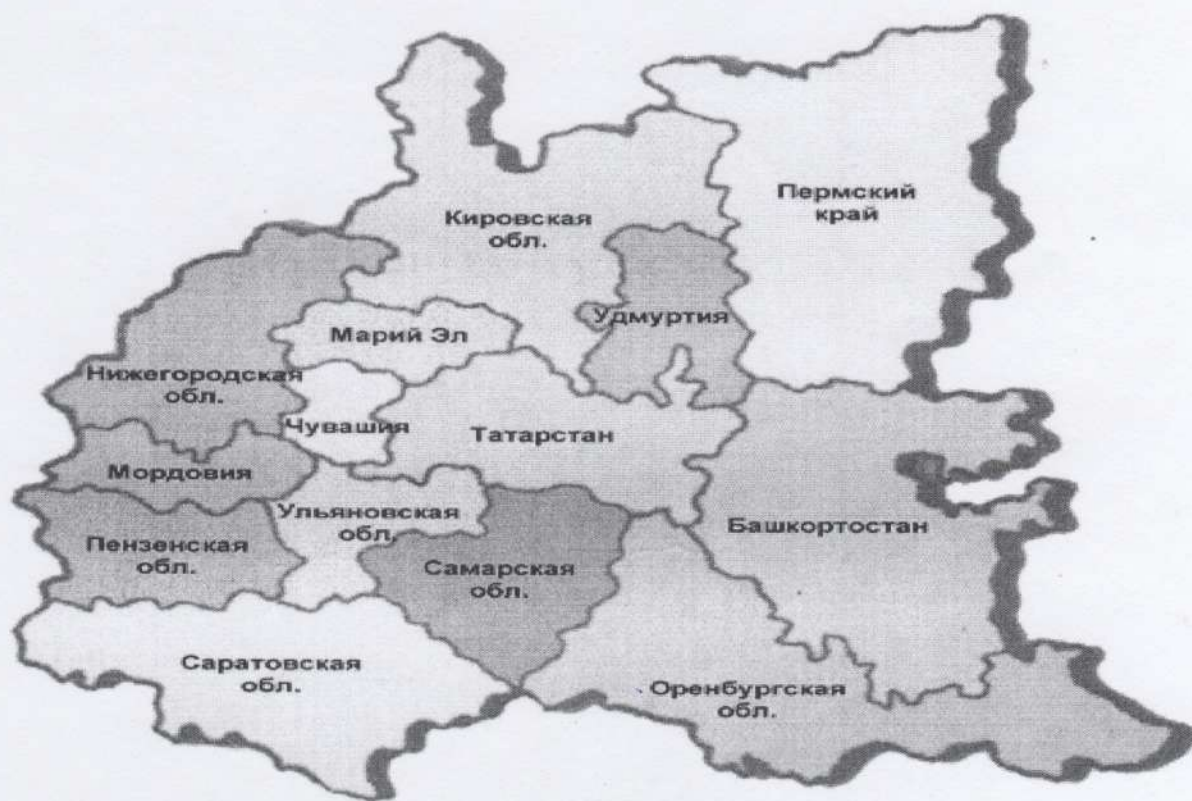 Пермский
край
Кировская
обл.
Удмуртия
Марий Эл
Нижегородская
обл.
Чувашия
Татарстан
Мордовия
Ульяновская
обл.
Башкортостан
Пензенская
обл.
Самарская
обл.
Саратовская
обл.
Оренбургская
обл.